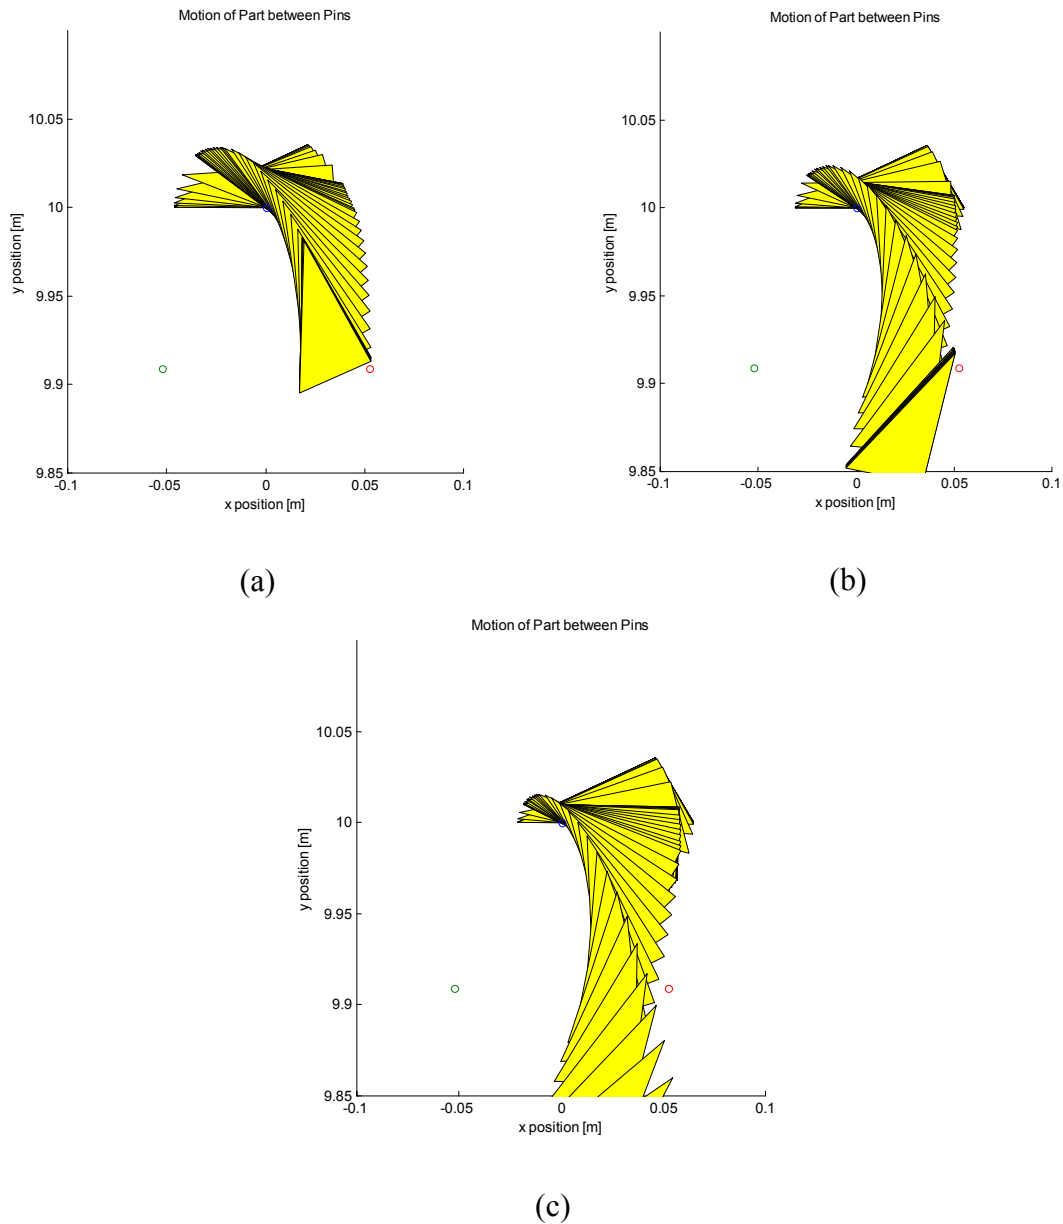 Motion of Part between Pins
10.05
10
9.95
9.9
9.85
-0.1
-0.05
0
0.05
0.1
y position [m]
x position [m]
(a)
Motion of Part between Pins
10.05
10
9.95
9.9
9.85
-0.1
-0.05
0
0.05
0.1
y position [m]
x position [m]
(b)
Motion of Part between Pins
10.05
10
9.95
9.9
9.85
-0.1
-0.05
0
0.05
0.1
y position [m]
x position [m]
(c)